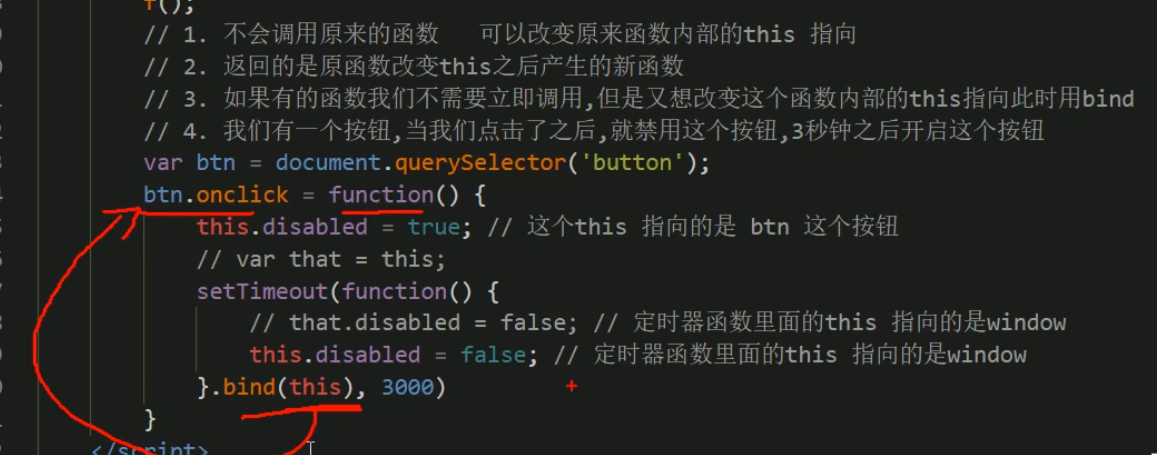 f();
// 1. 不会调用原来的函数   可以改变原来函数内部的this 指向
// 2. 返回的是原函数改变this之后产生的新函数
// 3. 如果有的函数我们不需要立即调用,但是又想改变这个函数内部的this指向此时用bind
// 4. 我们有一个按钮,当我们点击了之后,就禁用这个按钮,3秒钟之后开启这个按钮
var btn = document.querySelector('button');
btn.onclick = function() {
this.disabled = true; // 这个this 指向的是 btn 这个按钮
// var that = this;
setTimeout(function() {
// that.disabled = false; // 定时器函数里面的this 指向的是window
this.disabled = false; // 定时器函数里面的this 指向的是window
}.bind(this), 3000)
}
</script>